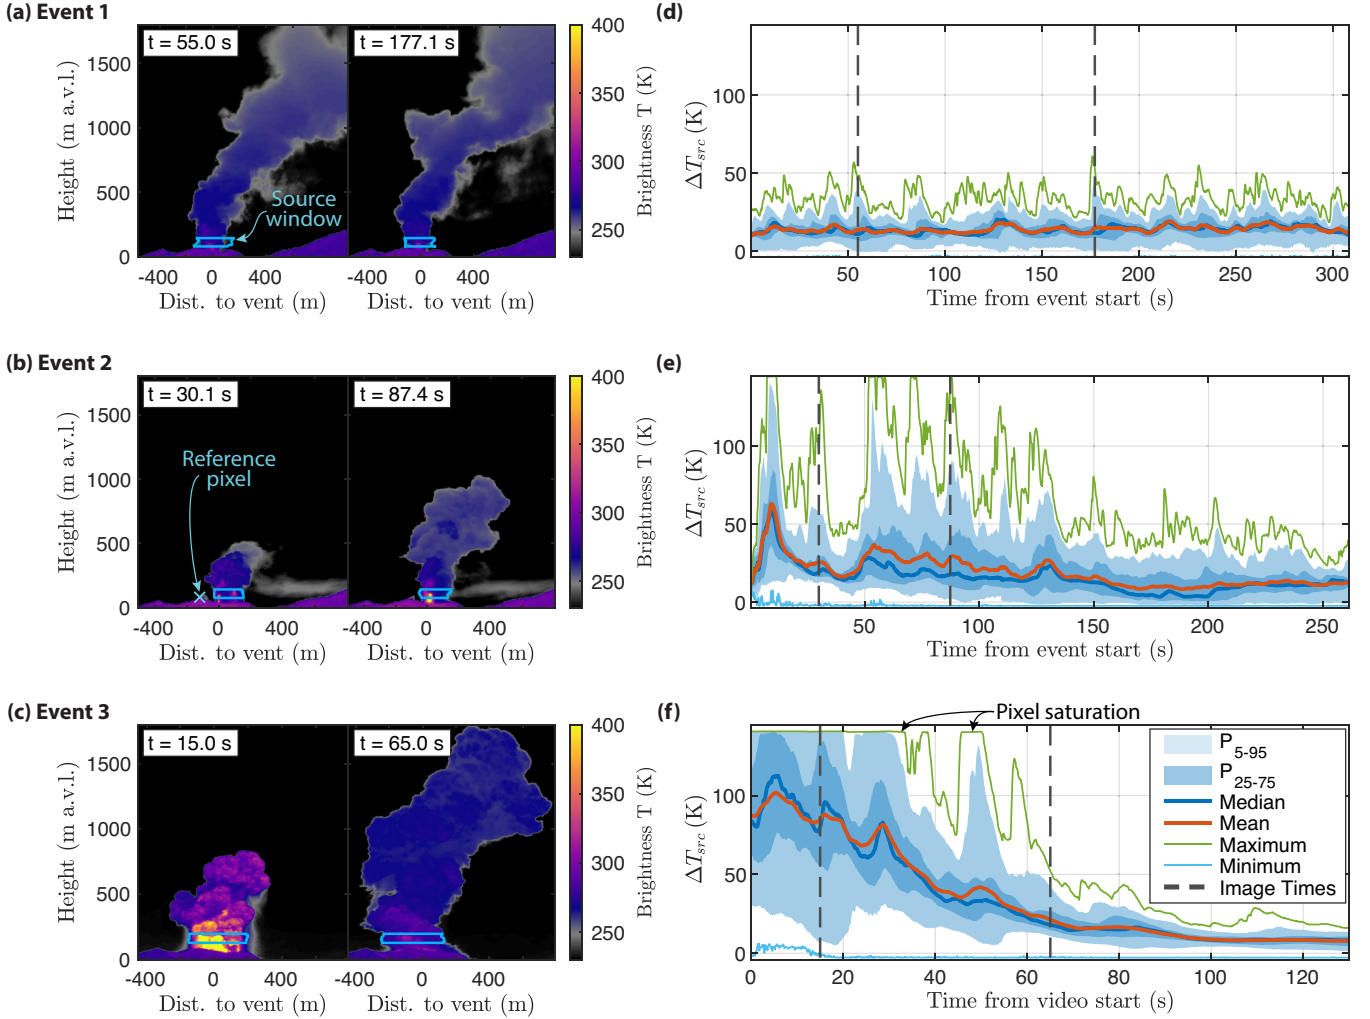 (a) Event 1
t = 55.0 s
t = 177.1 s
Source
window
Height (m a.v.l.)
1500
1000
500
0
-400
0
400
-400
0
400
Dist. to vent (m)
Dist. to vent (m)
400
350
300
250
Brightness T (K)
(d)
ΔT_src (K)
100
50
0
50
100
150
200
250
300
Time from event start (s)
(b) Event 2
t = 30.1 s
t = 87.4 s
Reference
pixel
Height (m a.v.l.)
1500
1000
500
0
-400
0
400
-400
0
400
Dist. to vent (m)
Dist. to vent (m)
400
350
300
250
Brightness T (K)
(e)
ΔT_src (K)
100
50
0
50
100
150
200
250
Time from event start (s)
(c) Event 3
t = 15.0 s
t = 65.0 s
Height (m a.v.l.)
1500
1000
500
0
-400
0
400
-400
0
400
Dist. to vent (m)
Dist. to vent (m)
400
350
300
250
Brightness T (K)
(f)
Pixel saturation
ΔT_src (K)
100
50
0
0
20
40
60
80
100
120
Time from video start (s)
P_5-95
P_25-75
Median
Mean
Maximum
Minimum
Image Times